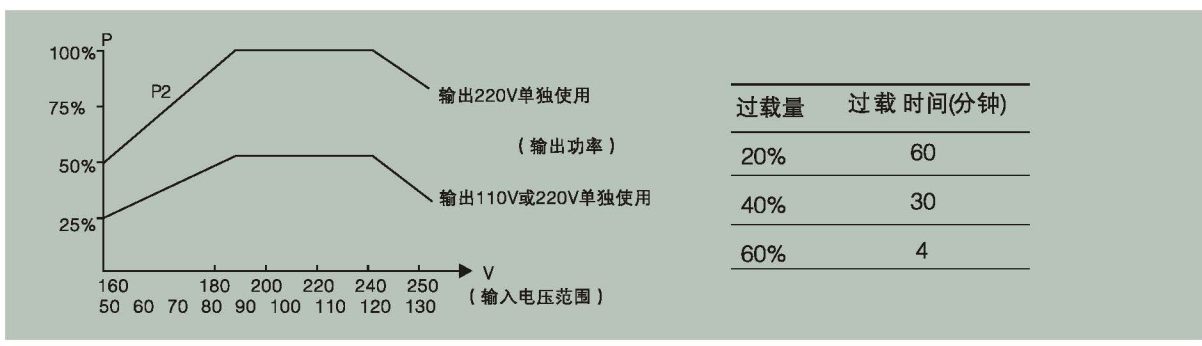 P
100%
P2
75%
50%
25%
输出220V单独使用
(输出功率)
输出110V或220V单独使用
V
160 180 200 220 240 250
50 60 70 80 90 100 110 120 130
(输入电压范围)
过载量 过载 时间(分钟)
20% 60
40% 30
60% 4